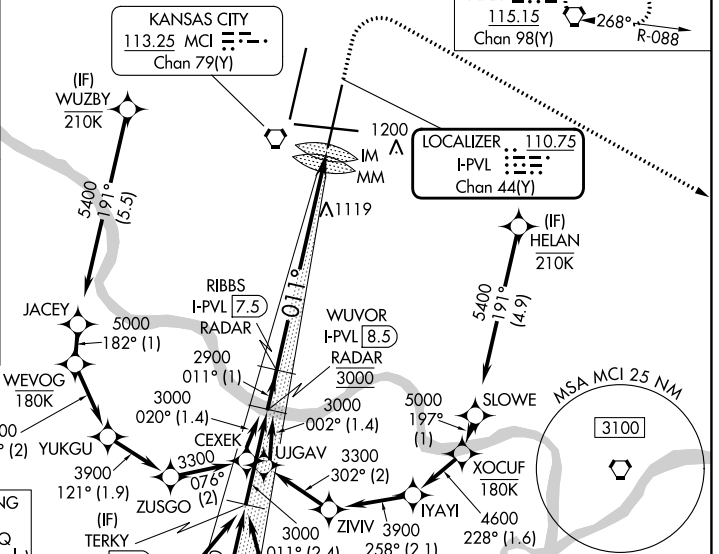 KANSAS CITY
113.25 MCI
Chan 79(Y)
115.15
Chan 98(Y)
268°
R-088
(IF)
WUZBY
210K
1200
IM
MM
LOCALIZER 110.75
I-PVL
Chan 44(Y)
1119
5400
191°
(5.5)
(IF)
HELAN
210K
011°
RIBBS
I-PVL 7.5
RADAR
WUVOR
I-PVL 8.5
RADAR
3000
5400
191°
(4.9)
JACEY
5000
182° (1)
2900
011° (1)
MSA MCI 25 NM
3100
WEVOG
180K
3000
020° (1.4)
3000
002° (1.4)
5000
197°
(1)
SLOWE
YUKGU
CEXEK
UJGAV
3300
302° (2)
XOCUF
180K
3900
121° (1.9)
3300
076°
(2)
ZUSGO
ZIVIV
IYAYI
4600
228° (1.6)
(IF)
TERKY
3000
011° (2.4)
3900
258° (2.1)